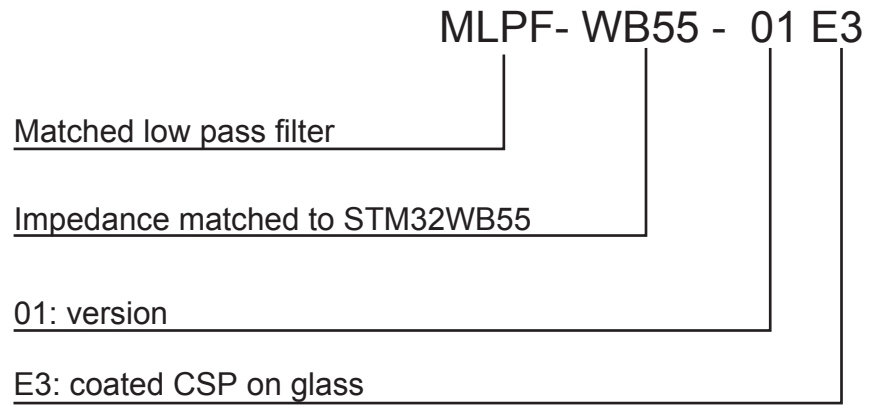 MLPF- WB55 - 01 E3
Matched low pass filter
Impedance matched to STM32WB55
01: version
E3: coated CSP on glass